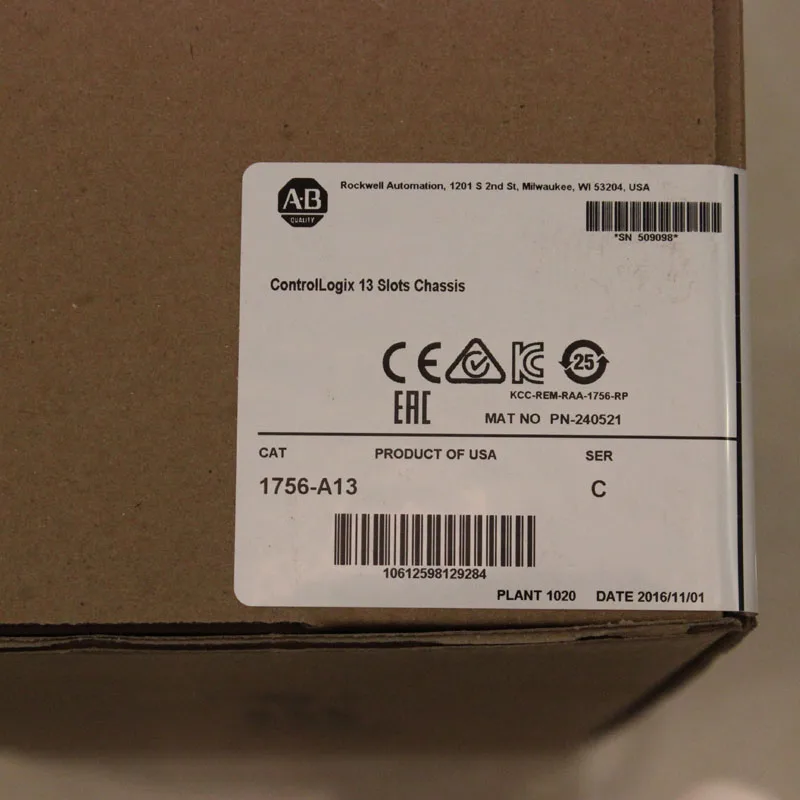 A-B
QUALITY
Rockwell Automation, 1201 S 2nd St, Milwaukee, WI 53204, USA
*SN 509098*
ControlLogix 13 Slots Chassis
CE
KC
25
KCC-REM-RAA-1756-RP
EAC
MAT NO PN-240521
CAT PRODUCT OF USA SER
1756-A13 C
10612598129284
PLANT 1020 DATE 2016/11/01